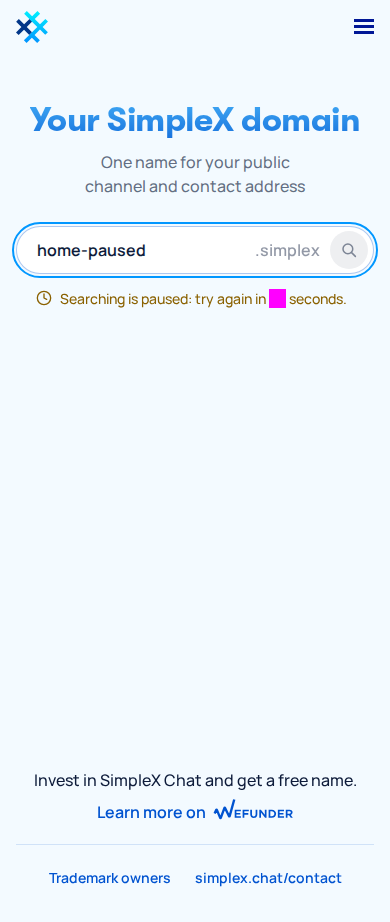 Your SimpleX domain
One name for your public
channel and contact address
home-paused .simplex
Searching is paused: try again in seconds.
Invest in SimpleX Chat and get a free name.
Learn more on WEFUNDER
Trademark owners simplex.chat/contact